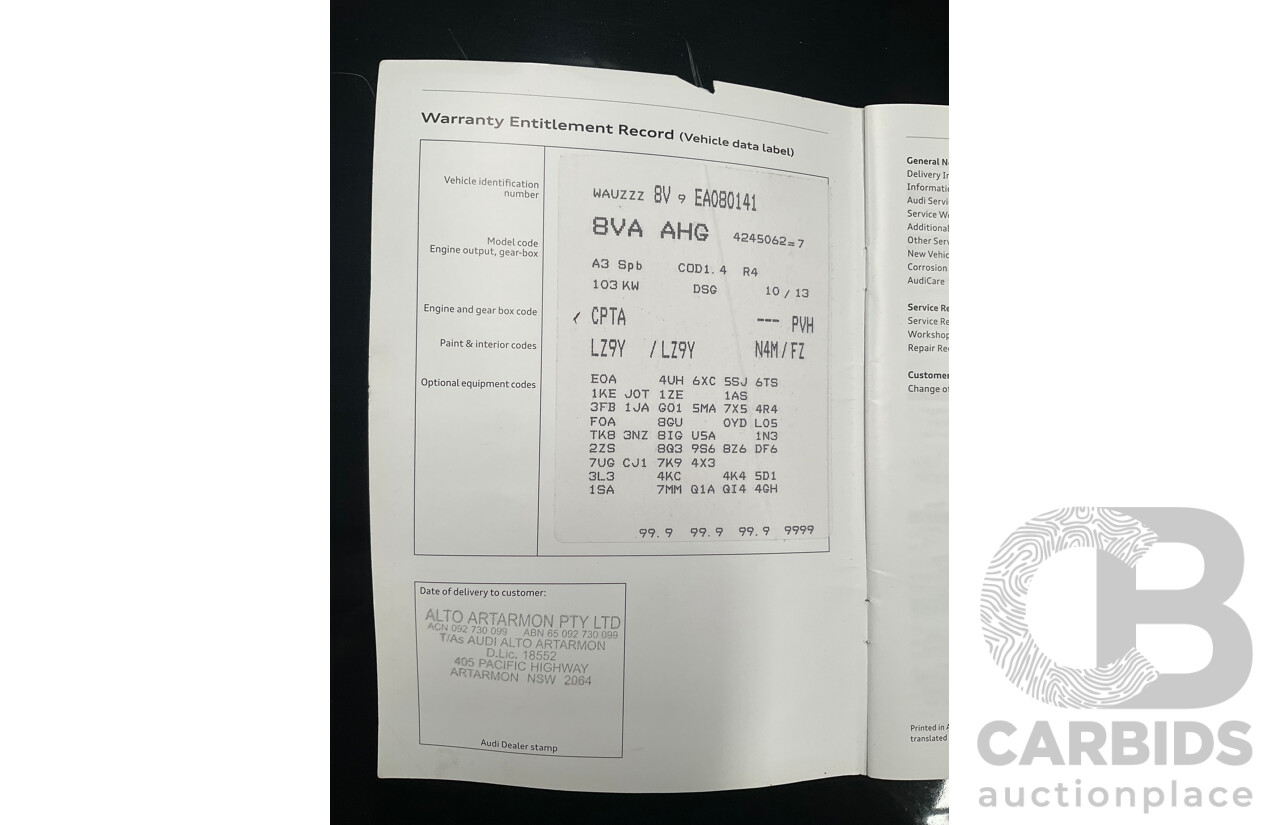 Warranty Entitlement Record (Vehicle data label)
Vehicle identification
number
WAUZZZ 8V 9 EA080141
8VA AHG 4245062=7
Model code
Engine output, gear-box
A3 Spb COD1.4 R4
103 KW DSG 10 / 13
Engine and gear box code
CPTA --- PVH
Paint & interior codes
LZ9Y / LZ9Y N4M / FZ
Optional equipment codes
E0A 4UH 6XC 5SJ 6TS
1KE J0T 1ZE 1AS
3FB 1JA G01 5MA 7X5 4R4
F0A 8GU 0YD L05
TK8 3NZ 8IG U5A 1N3
2ZS 8Q3 9S6 8Z6 DF6
7UG CJ1 7K9 4X3
3L3 4KC 4K4 5D1
1SA 7MM Q1A QI4 4GH
99.9 99.9 99.9 9999
Date of delivery to customer:
ALTO ARTARMON PTY LTD
ACN 092 730 099 ABN 65 092 730 099
T/As AUDI ALTO ARTARMON
D.Lic. 18552
405 PACIFIC HIGHWAY
ARTARMON NSW 2064
Audi Dealer stamp
General N
Delivery In
Informati
Audi Servi
Service W
Additional
Other Serv
New Vehic
Corrosion
AudiCare
Service Re
Service Re
Workshop
Repair Re
Customer
Change of
Printed in
translated
CARBIDS
auctionplace